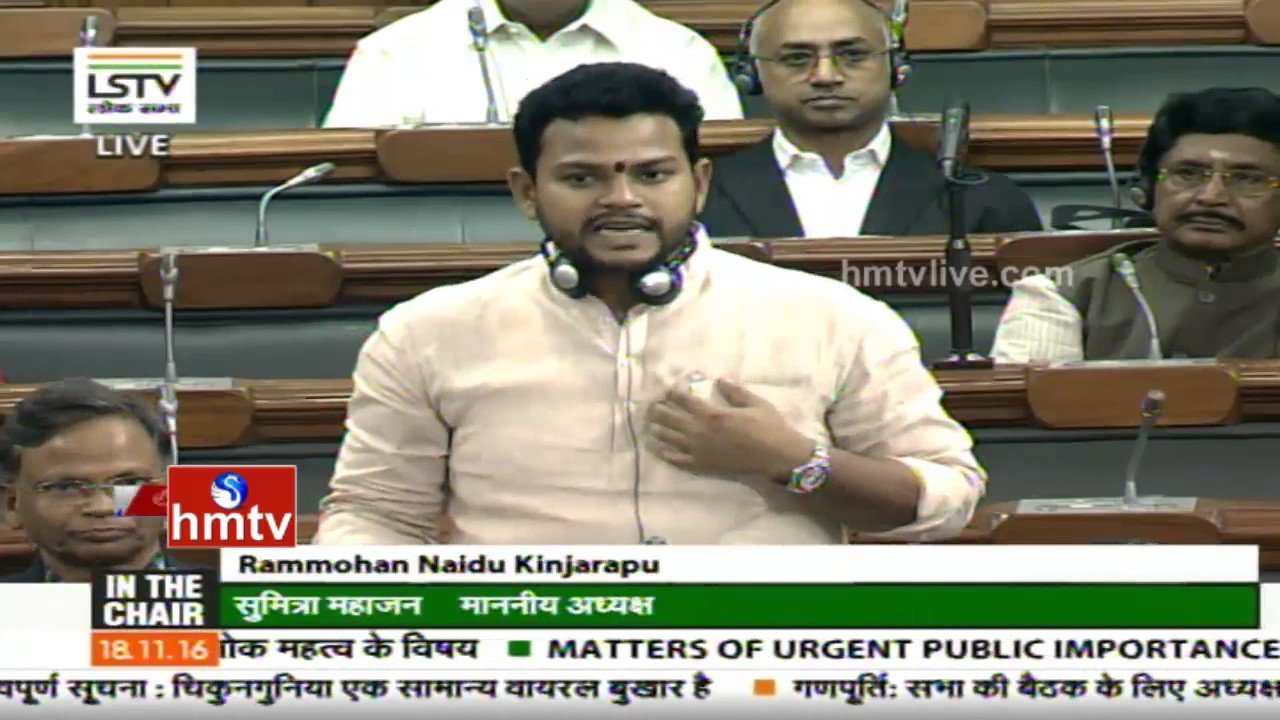 LSTV
लोक सभा
LIVE
hmtvlive.com
hmtv
Rammohan Naidu Kinjarapu
IN THE CHAIR
सुमित्रा महाजन माननीय अध्यक्ष
18.11.16
लोक महत्व के विषय ■ MATTERS OF URGENT PUBLIC IMPORTANCE
सूचना : चिकुनगुनिया एक सामान्य वायरल बुखार है ■ गणपूर्ति: सभा की बैठक के लिए अध्यक्ष